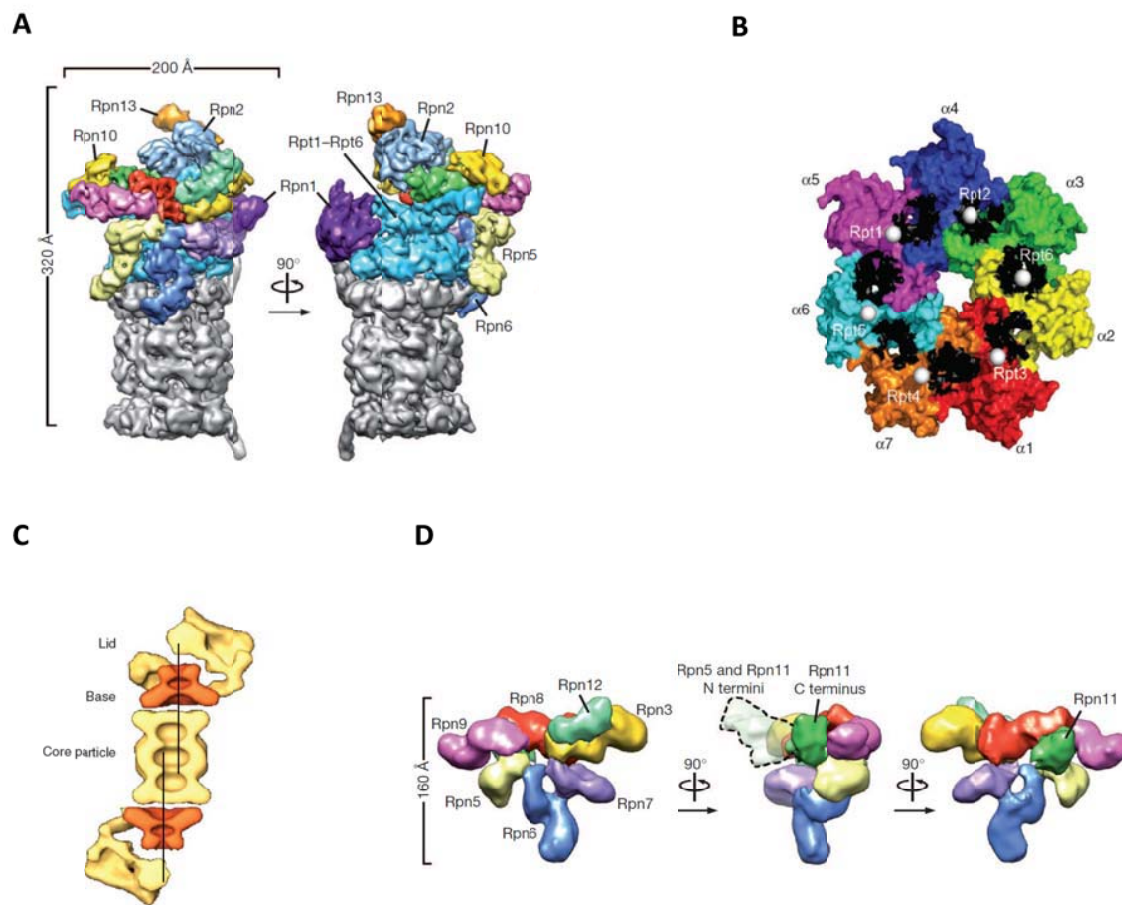 A
200 Å
320 Å
Rpn13
Rpn2
Rpn10
Rpn13
Rpn2
Rpn10
Rpt1–Rpt6
Rpn1
Rpn5
Rpn6
90°
B
α4
α5
α3
Rpt2
Rpt1
Rpt6
α6
Rpt5
α2
Rpt3
Rpt4
α7
α1
C
Lid
Base
Core particle
D
160 Å
Rpn8
Rpn12
Rpn3
Rpn9
Rpn5
Rpn7
Rpn6
90°
Rpn5 and Rpn11
N termini
Rpn11
C terminus
90°
Rpn11